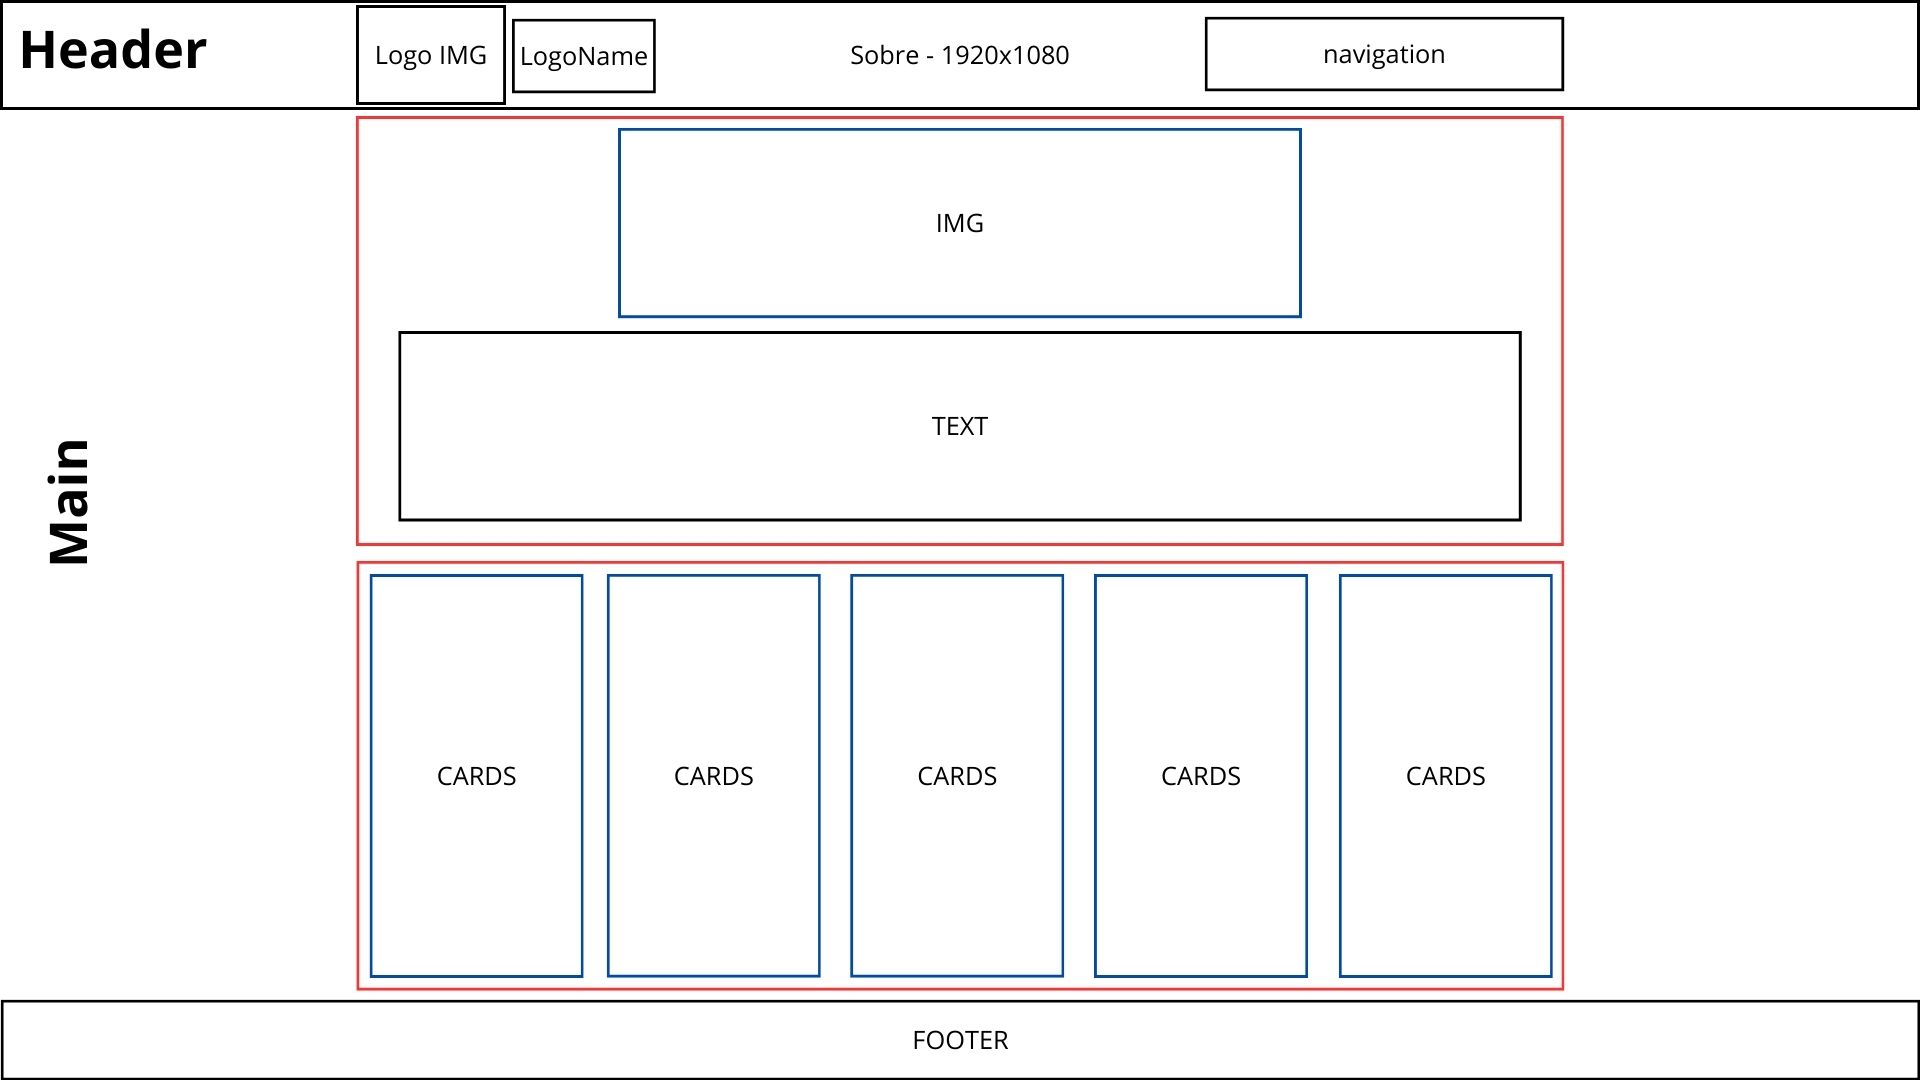 Header
Logo IMG
LogoName
Sobre - 1920x1080
navigation
IMG
TEXT
Main
CARDS
CARDS
CARDS
CARDS
CARDS
FOOTER